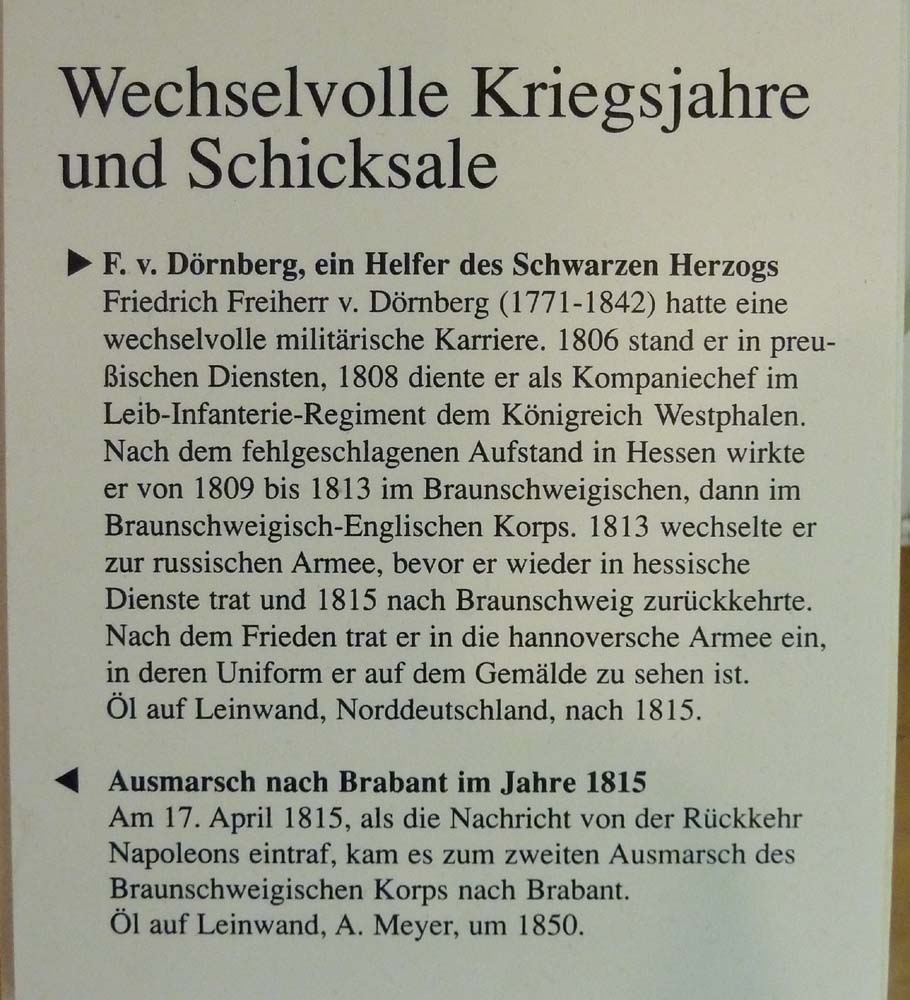 Wechselvolle Kriegsjahre
und Schicksale
▶ F. v. Dörnberg, ein Helfer des Schwarzen Herzogs
Friedrich Freiherr v. Dörnberg (1771-1842) hatte eine
wechselvolle militärische Karriere. 1806 stand er in preu-
ßischen Diensten, 1808 diente er als Kompaniechef im
Leib-Infanterie-Regiment dem Königreich Westphalen.
Nach dem fehlgeschlagenen Aufstand in Hessen wirkte
er von 1809 bis 1813 im Braunschweigischen, dann im
Braunschweigisch-Englischen Korps. 1813 wechselte er
zur russischen Armee, bevor er wieder in hessische
Dienste trat und 1815 nach Braunschweig zurückkehrte.
Nach dem Frieden trat er in die hannoversche Armee ein,
in deren Uniform er auf dem Gemälde zu sehen ist.
Öl auf Leinwand, Norddeutschland, nach 1815.
◀ Ausmarsch nach Brabant im Jahre 1815
Am 17. April 1815, als die Nachricht von der Rückkehr
Napoleons eintraf, kam es zum zweiten Ausmarsch des
Braunschweigischen Korps nach Brabant.
Öl auf Leinwand, A. Meyer, um 1850.